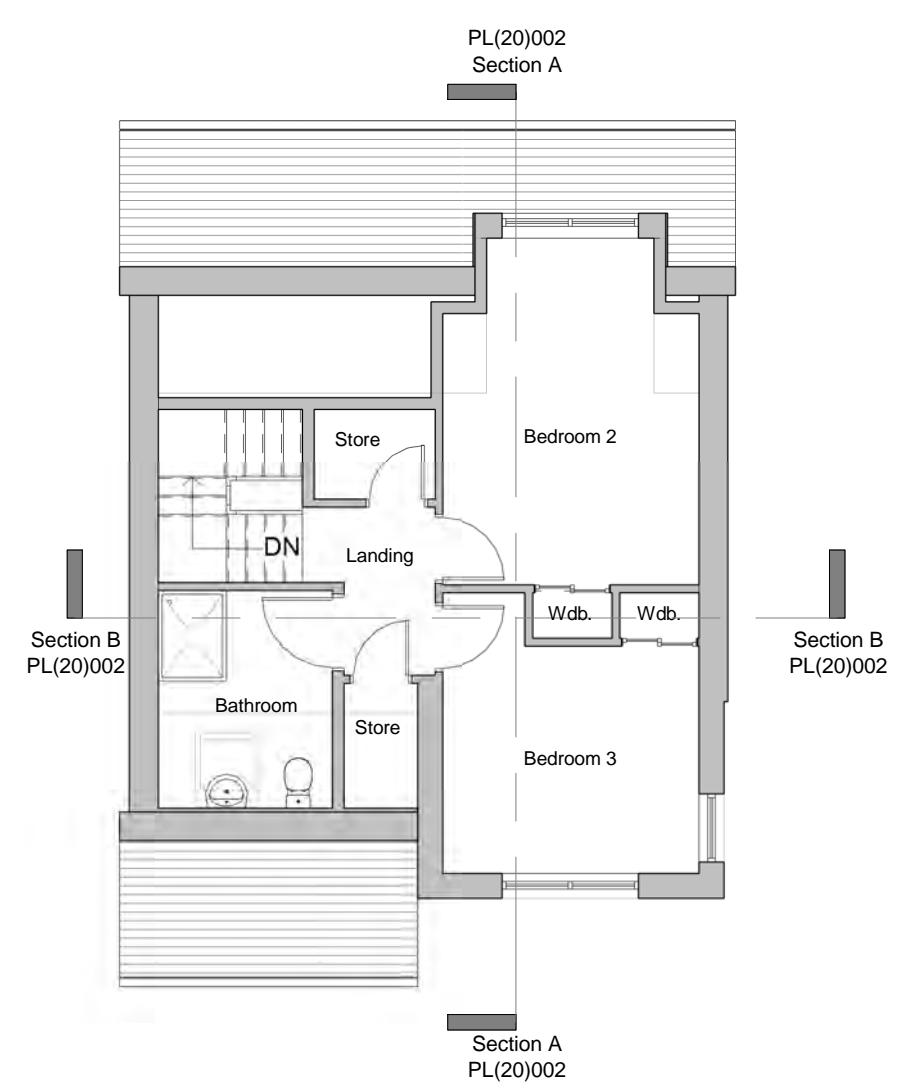 PL(20)002
Section A
Store
Bedroom 2
DN
Landing
Wdb.
Wdb.
Section B
PL(20)002
Section B
PL(20)002
Bathroom
Store
Bedroom 3
Section A
PL(20)002